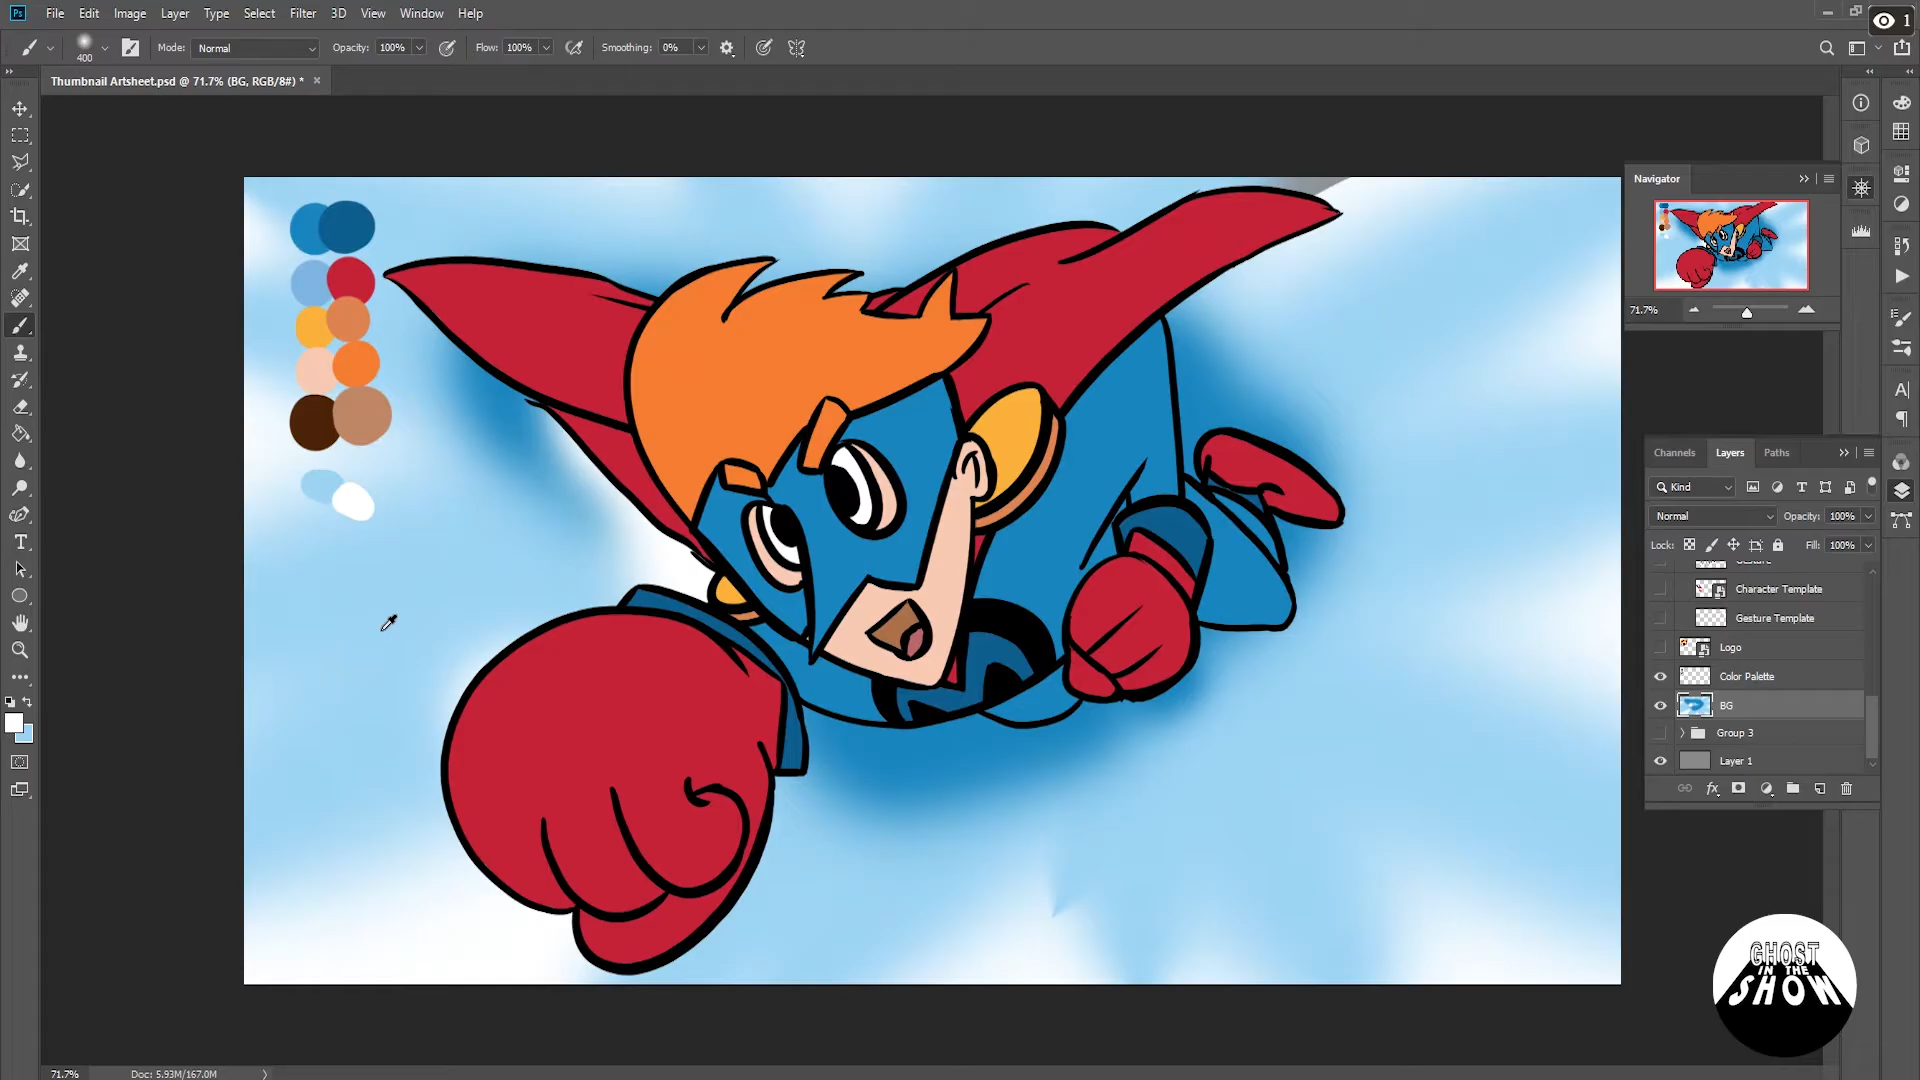 Ps File Edit Image Layer Type Select Filter 3D View Window Help
1
400 Mode: Normal Opacity: 100% Flow: 100% Smoothing: 0%
Thumbnail Artsheet.psd @ 71.7% (BG, RGB/8#) * ×
Navigator
71.7%
Channels Layers Paths
Kind
Normal Opacity: 100%
Lock: Fill: 100%
Character Template
Gesture Template
Logo
Color Palette
BG
Group 3
Layer 1
fx
GHOST
IN THE
SHOW
71.7% Doc: 5.93M/167.0M